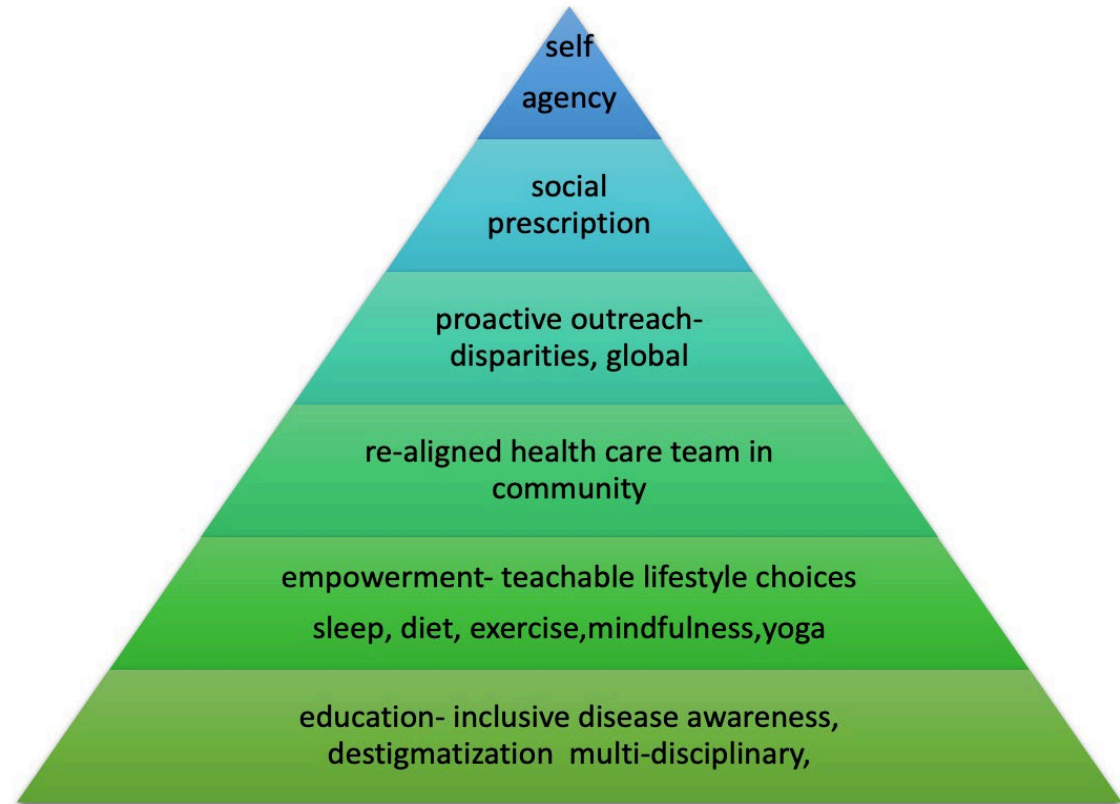 self
agency
social
prescription
proactive outreach-
disparities, global
re-aligned health care team in
community
empowerment- teachable lifestyle choices
sleep, diet, exercise,mindfulness,yoga
education- inclusive disease awareness,
destigmatization  multi-disciplinary,